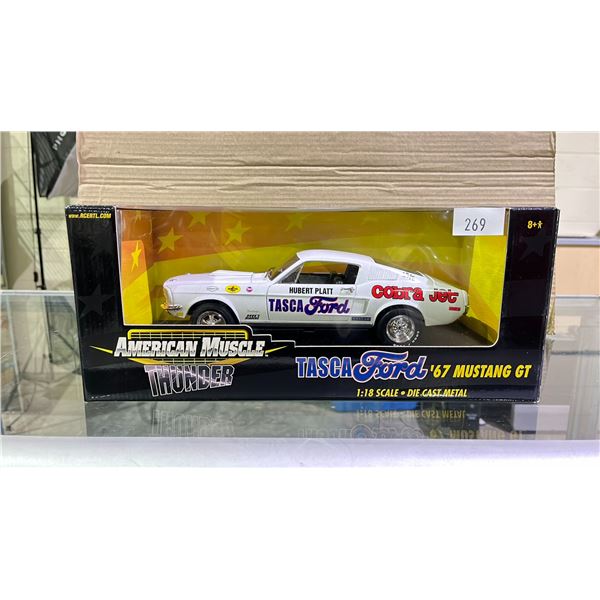 WWW.RCERTL.COM
269
8+
HUBERT PLATT
TASCA Ford
CObRA JeT
AMERICAN MUSCLE
THUNDER
TASCA Ford '67 MUSTANG GT
1:18 SCALE • DIE CAST METAL